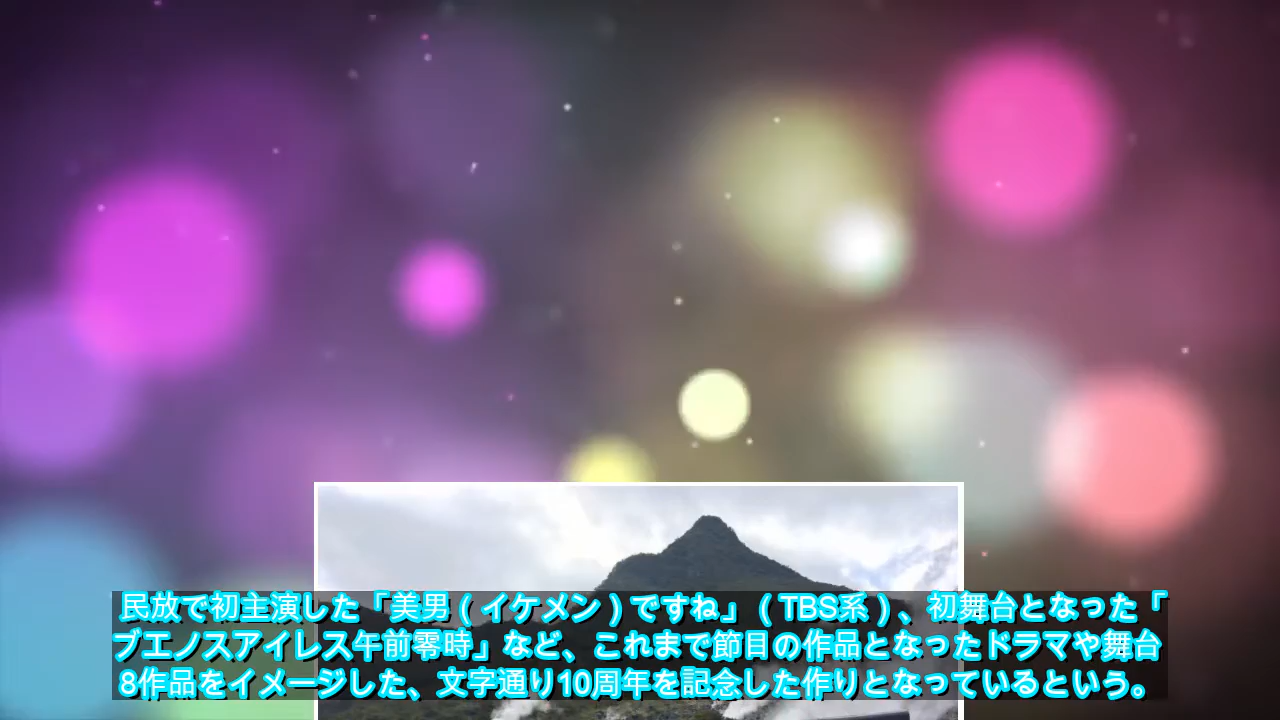 民放で初主演した「美男(イケメン)ですね」(TBS系)、初舞台となった「
ブエノスアイレス午前零時」など、これまで節目の作品となったドラマや舞台
8作品をイメージした、文字通り10周年を記念した作りとなっているという。